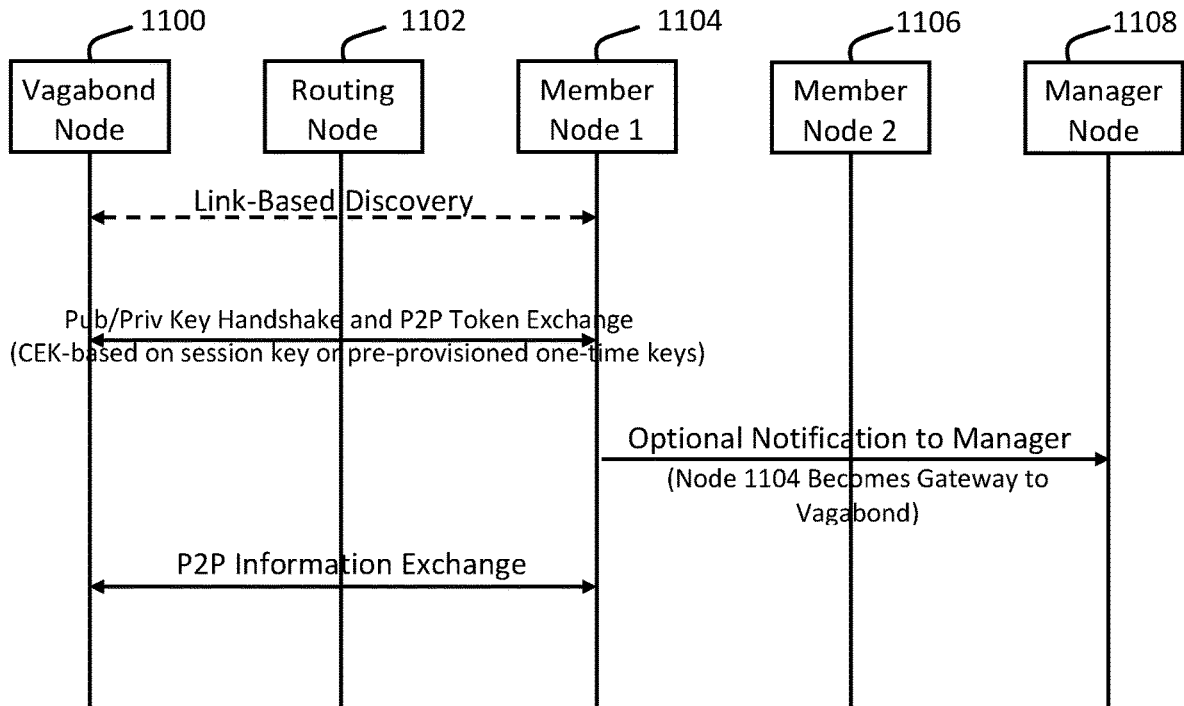 1100
1102
1104
1106
1108
Vagabond
Node
Routing
Node
Member
Node 1
Member
Node 2
Manager
Node
Link-Based Discovery
Pub/Priv Key Handshake and P2P Token Exchange
(CEK-based on session key or pre-provisioned one-time keys)
Optional Notification to Manager
(Node 1104 Becomes Gateway to
Vagabond)
P2P Information Exchange